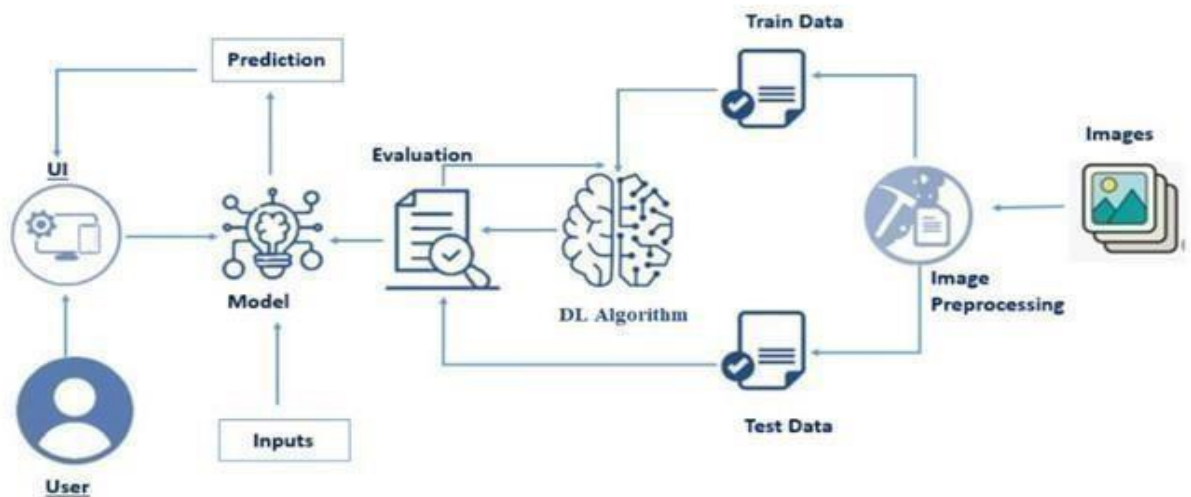 Train Data
Prediction
Images
Evaluation
UI
Image
Preprocessing
Model
DL Algorithm
Test Data
Inputs
User